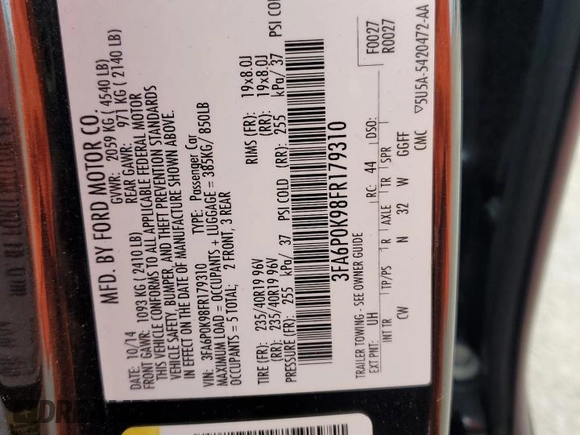 MFD. BY FORD MOTOR CO.
DATE: 10/14 GVWR: 2059 KG ( 4540 LB)
FRONT GAWR: 1093 KG ( 2410 LB) REAR GAWR: 971 KG ( 2140 LB)
THIS VEHICLE CONFORMS TO ALL APPLICABLE FEDERAL MOTOR
VEHICLE SAFETY, BUMPER, AND THEFT PREVENTION STANDARDS
IN EFFECT ON THE DATE OF MANUFACTURE SHOWN ABOVE.
VIN: 3FA6P0K98FR179310 TYPE: Passenger Car
MAXIMUM LOAD = OCCUPANTS + LUGGAGE = 385KG/ 850LB
OCCUPANTS = 5 TOTAL; 2 FRONT, 3 REAR
TIRE (FR): 235/40R19 96V RIMS (FR): 19x8.0J
(RR): 235/40R19 96V (RR): 19x8.0J
PRESSURE (FR): 255 kPa/ 37 PSI COLD (RR): 255 kPa/ 37 PSI COLD
3FA6P0K98FR179310
TRAILER TOWING - SEE OWNER GUIDE F0027
R0027
EXT PNT: UH RC: 44 DSO:
INT TR TP/PS R AXLE TR SPR
CW N 32 W GGFF
CMC ▽5U5A-5420472-AA